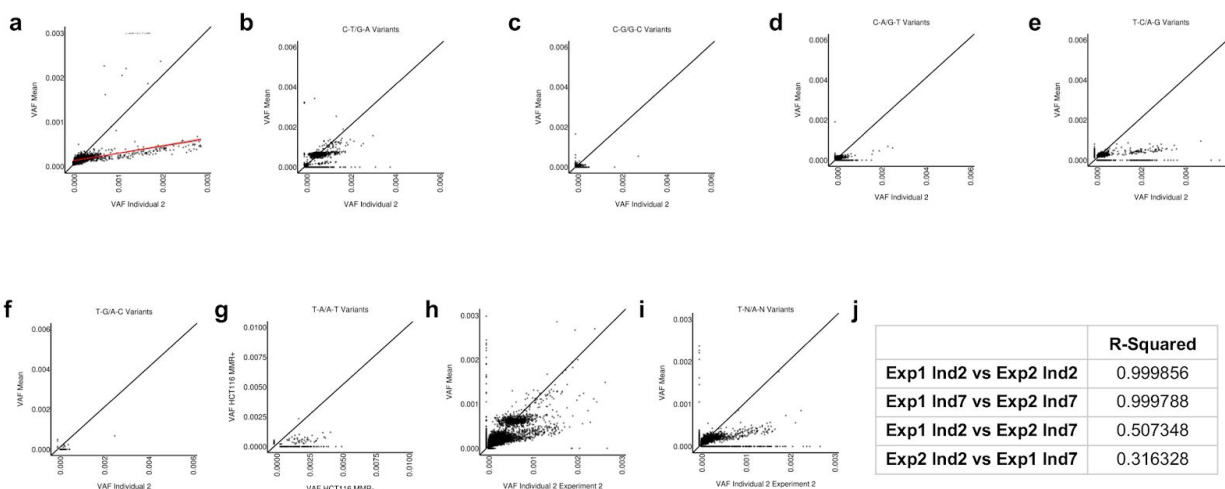 a
0.003
0.002
0.001
0.000
VAF Mean
0.000
0.001
0.002
0.003
VAF Individual 2
b
C-T/G-A Variants
0.006
0.004
0.002
0.000
VAF Mean
0.000
0.002
0.004
0.006
VAF Individual 2
c
C-G/G-C Variants
0.006
0.004
0.002
0.000
VAF Mean
0.000
0.002
0.004
0.006
VAF Individual 2
d
C-A/G-T Variants
0.006
0.004
0.002
0.000
VAF Mean
0.000
0.002
0.004
0.006
VAF Individual 2
e
T-C/A-G Variants
0.006
0.004
0.002
0.000
VAF Mean
0.000
0.002
0.004
VAF Individual 2
f
T-G/A-C Variants
0.006
0.004
0.002
0.000
VAF Mean
0.000
0.002
0.004
0.006
VAF Individual 2
g
T-A/A-T Variants
0.0100
0.0075
0.0050
0.0025
0.0000
VAF HCT116 MMR+
0.0000
0.0025
0.0050
0.0075
0.0100
VAF HCT116 MMR-
h
0.003
0.002
0.001
0.000
VAF Mean
0.000
0.001
0.002
0.003
VAF Individual 2 Experiment 2
i
T-N/A-N Variants
0.003
0.002
0.001
0.000
VAF Mean
0.000
0.001
0.002
0.003
VAF Individual 2 Experiment 2
j
R-Squared
Exp1 Ind2 vs Exp2 Ind2 0.999856
Exp1 Ind7 vs Exp2 Ind7 0.999788
Exp1 Ind2 vs Exp2 Ind7 0.507348
Exp2 Ind2 vs Exp1 Ind7 0.316328